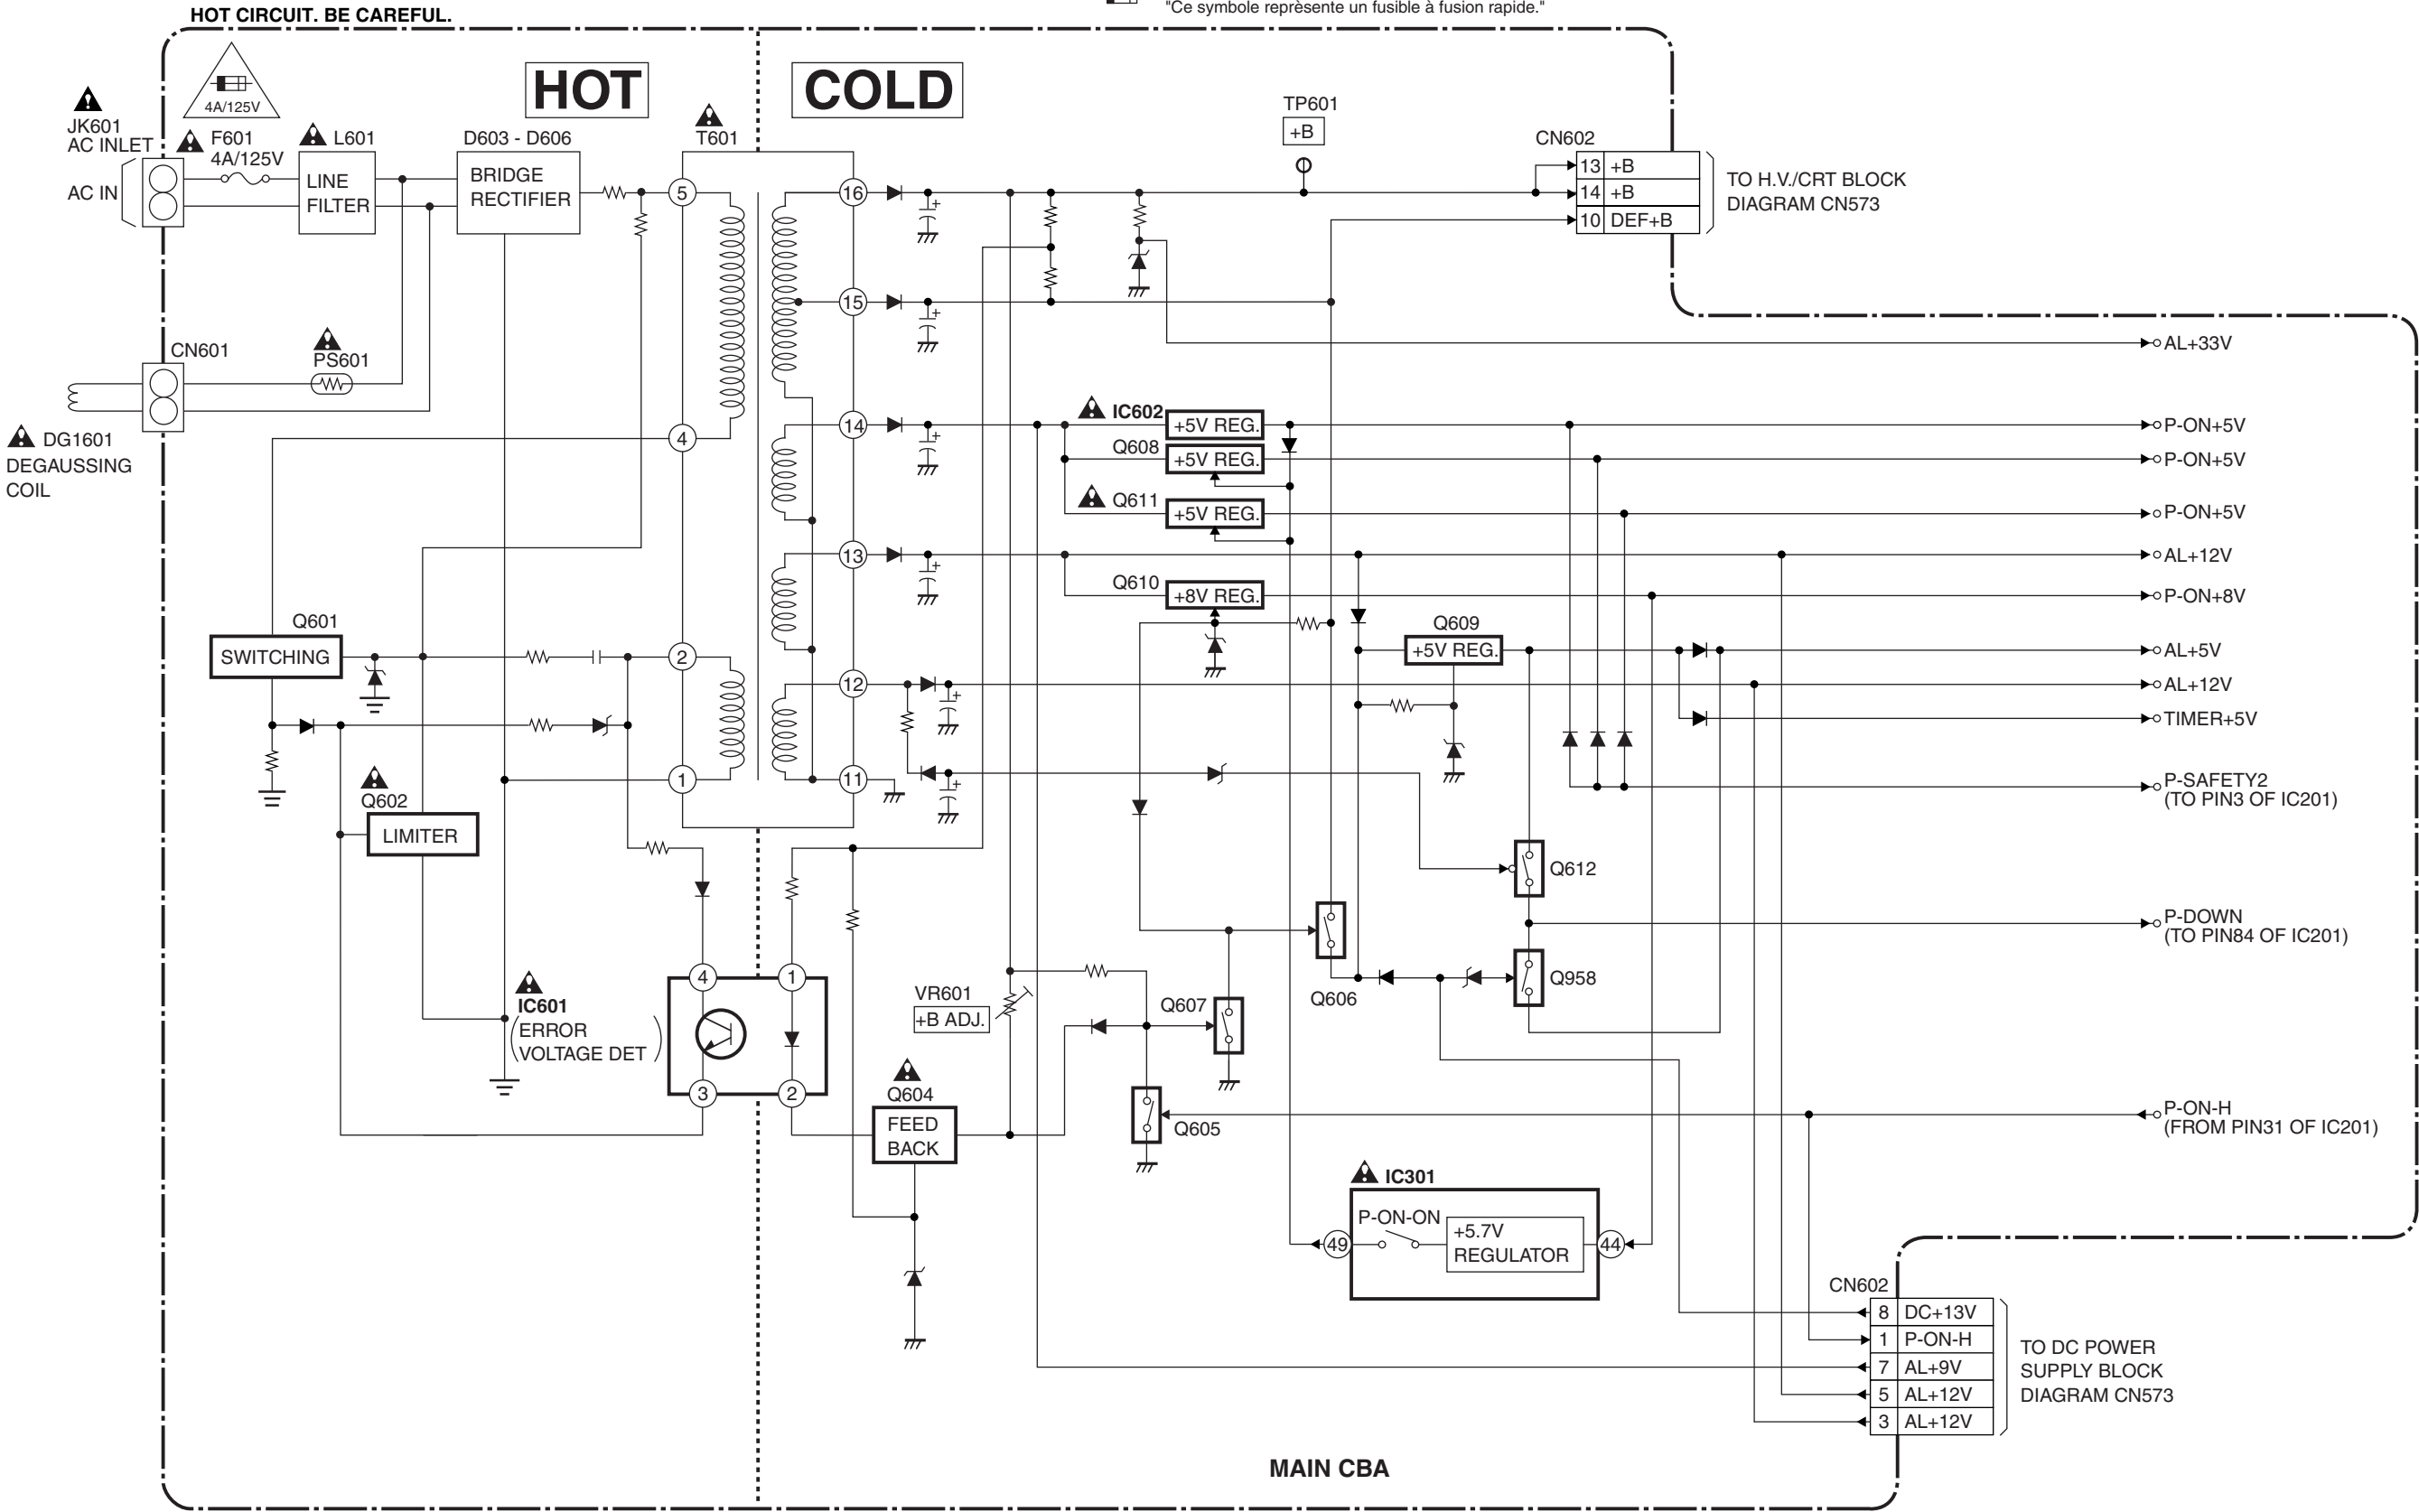 HOT CIRCUIT. BE CAREFUL.
"Ce symbole reprèsente un fusible à fusion rapide."
4A/125V
HOT
COLD
JK601
AC INLET
AC IN
F601
4A/125V
L601
LINE
FILTER
D603 - D606
BRIDGE
RECTIFIER
T601
TP601
+B
CN602
13 +B
14 +B
10 DEF+B
TO H.V./CRT BLOCK
DIAGRAM CN573
5
16
15
AL+33V
CN601
PS601
DG1601
DEGAUSSING
COIL
4
14
IC602
+5V REG.
P-ON+5V
Q608
+5V REG.
P-ON+5V
Q611
+5V REG.
P-ON+5V
13
AL+12V
Q610
+8V REG.
P-ON+8V
Q601
SWITCHING
2
Q609
+5V REG.
AL+5V
12
AL+12V
TIMER+5V
1
11
P-SAFETY2
(TO PIN3 OF IC201)
Q602
LIMITER
Q612
P-DOWN
(TO PIN84 OF IC201)
Q958
Q606
4
1
IC601
ERROR
VOLTAGE DET
3
2
VR601
+B ADJ.
Q607
Q604
FEED
BACK
Q605
P-ON-H
(FROM PIN31 OF IC201)
IC301
P-ON-ON
49
+5.7V
REGULATOR
44
CN602
8 DC+13V
1 P-ON-H
7 AL+9V
5 AL+12V
3 AL+12V
TO DC POWER
SUPPLY BLOCK
DIAGRAM CN573
MAIN CBA